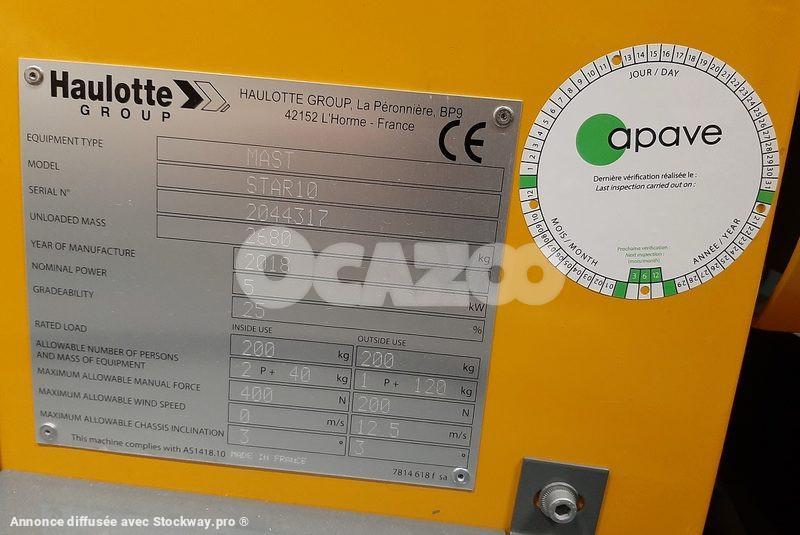 Haulotte
GROUP
HAULOTTE GROUP, La Péronnière, BP9
42152 L'Horme - France
CE
EQUIPMENT TYPE MAST
MODEL STAR10
SERIAL N° 2044317
UNLOADED MASS 2680 kg
YEAR OF MANUFACTURE 2018
NOMINAL POWER 5 kW
GRADEABILITY 25 %
INSIDE USE OUTSIDE USE
RATED LOAD 200 kg 200 kg
ALLOWABLE NUMBER OF PERSONS
AND MASS OF EQUIPMENT 2 P + 40 kg 1 P + 120 kg
MAXIMUM ALLOWABLE MANUAL FORCE 400 N 200 N
MAXIMUM ALLOWABLE WIND SPEED 0 m/s 12 5 m/s
MAXIMUM ALLOWABLE CHASSIS INCLINATION 3 ° 3 °
This machine complies with AS1418.10 MADE IN FRANCE
7814 618 f sa
JOUR / DAY
apave
Dernière vérification réalisée le :
Last inspection carried out on :
MOIS / MONTH
ANNÉE / YEAR
Prochaine vérification :
Next inspection :
(mois/month)
3 6 12
OCAZOO
Annonce diffusée avec Stockway.pro ®